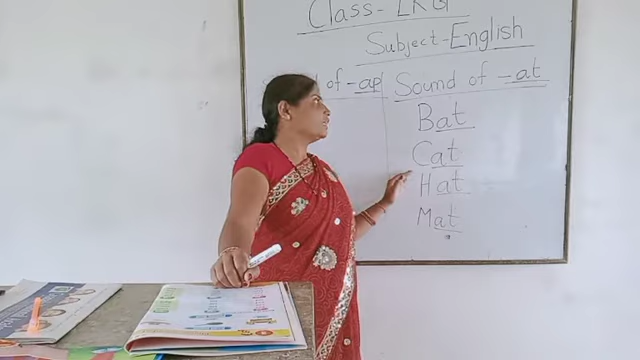 Class- LKG
Subject-English
of -ap
Sound of -at
Bat
Cat
Hat
Mat